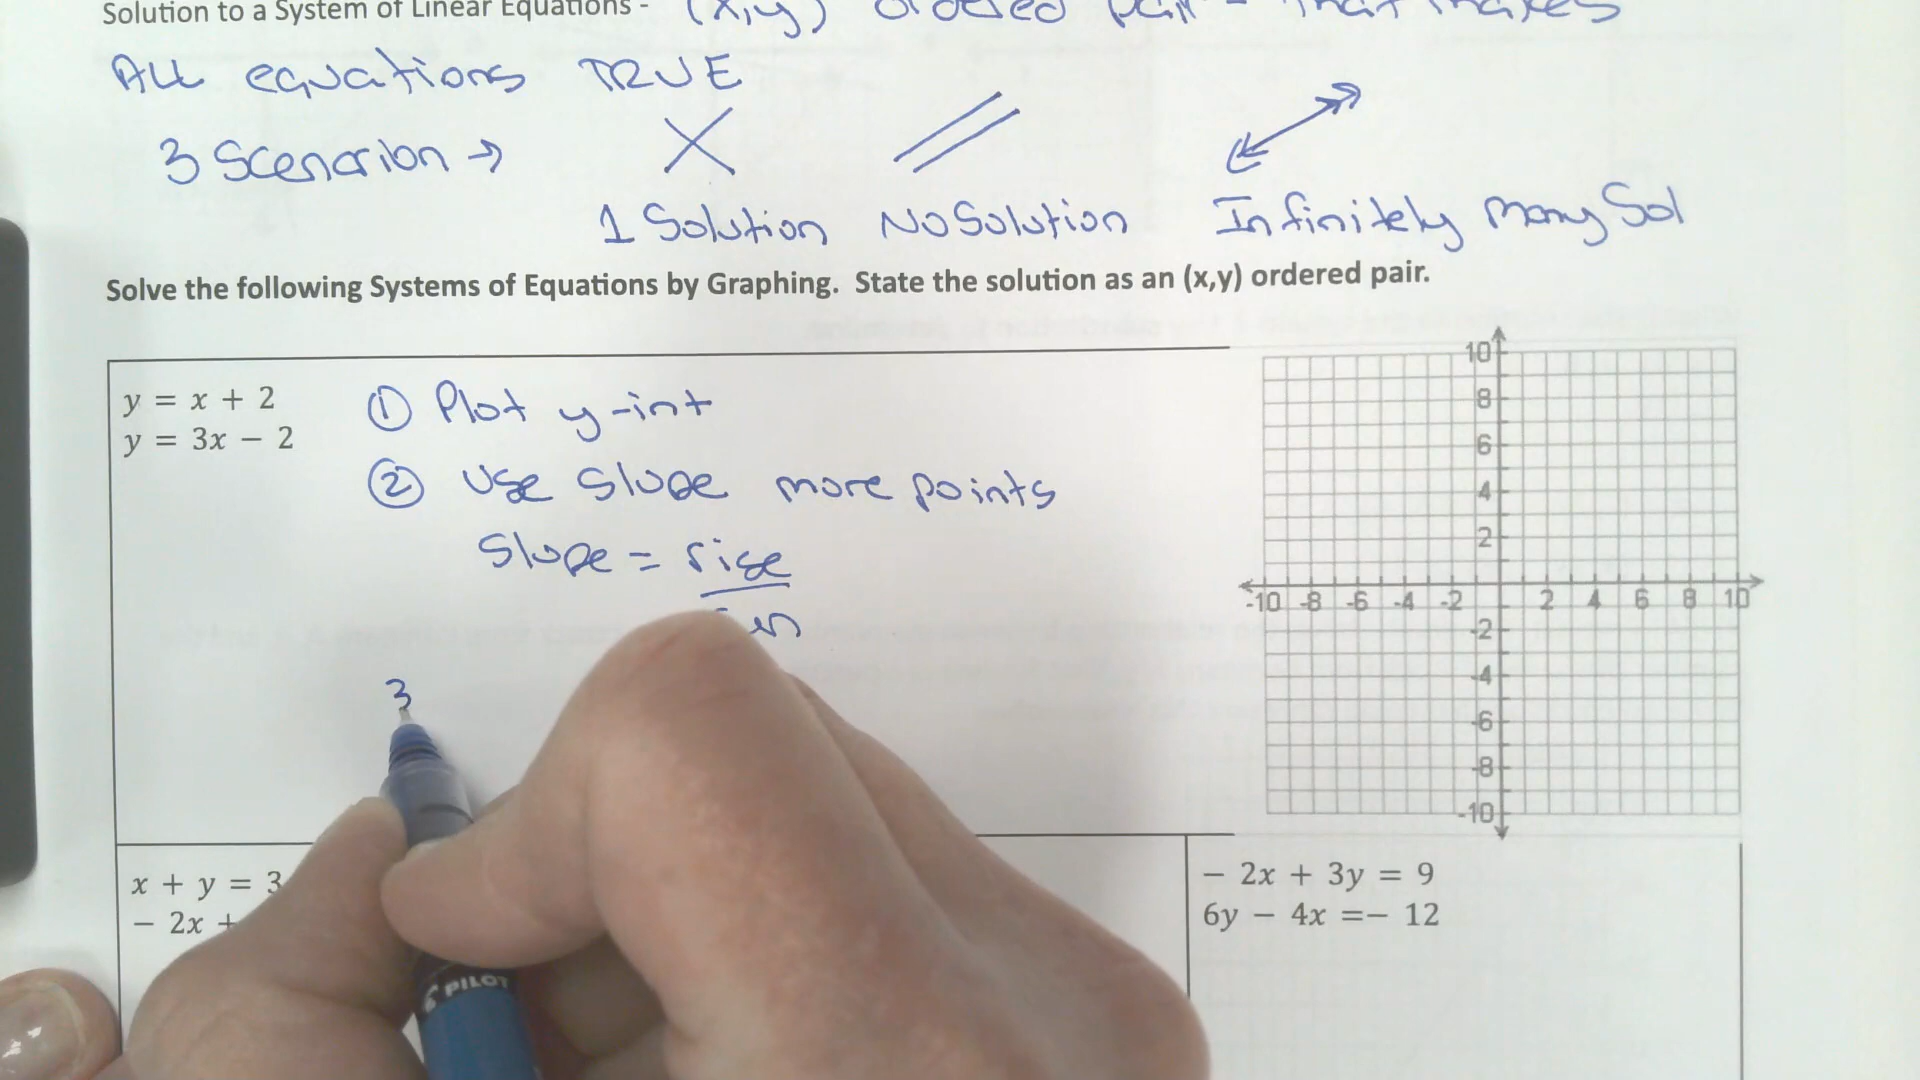 Solution to a System of Linear Equations - (x,y) ordered pair - that makes
ALL equations TRUE
3 Scenarion →
1 Solution No Solution Infinitely Many Sol
Solve the following Systems of Equations by Graphing. State the solution as an (x,y) ordered pair.
y = x + 2
y = 3x − 2
① Plot y-int
② Use Slope more points
Slope = rise
3
10
8
6
4
2
-10 -8 -6 -4 -2 2 4 6 8 10
-2
-4
-6
-8
-10
x + y = 3
− 2x +
− 2x + 3y = 9
6y − 4x =− 12
PILOT